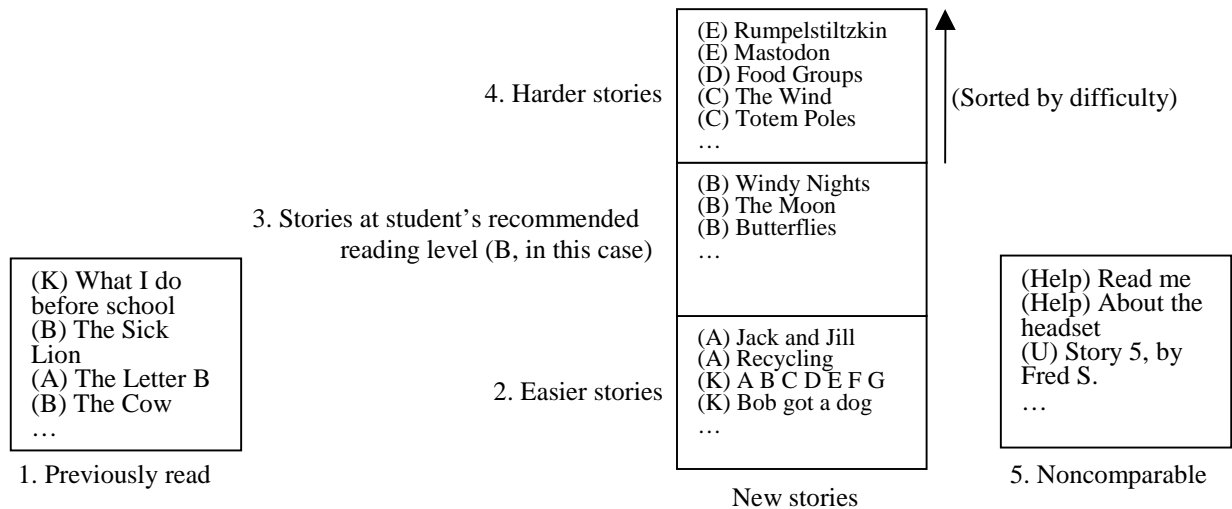 (E) Rumpelstiltzkin
(E) Mastodon
(D) Food Groups
(C) The Wind
(C) Totem Poles
…
4. Harder stories
(Sorted by difficulty)
(B) Windy Nights
(B) The Moon
(B) Butterflies
…
3. Stories at student’s recommended
reading level (B, in this case)
(K) What I do
before school
(B) The Sick
Lion
(A) The Letter B
(B) The Cow
…
1. Previously read
(A) Jack and Jill
(A) Recycling
(K) A B C D E F G
(K) Bob got a dog
…
2. Easier stories
New stories
(Help) Read me
(Help) About the
headset
(U) Story 5, by
Fred S.
…
5. Noncomparable